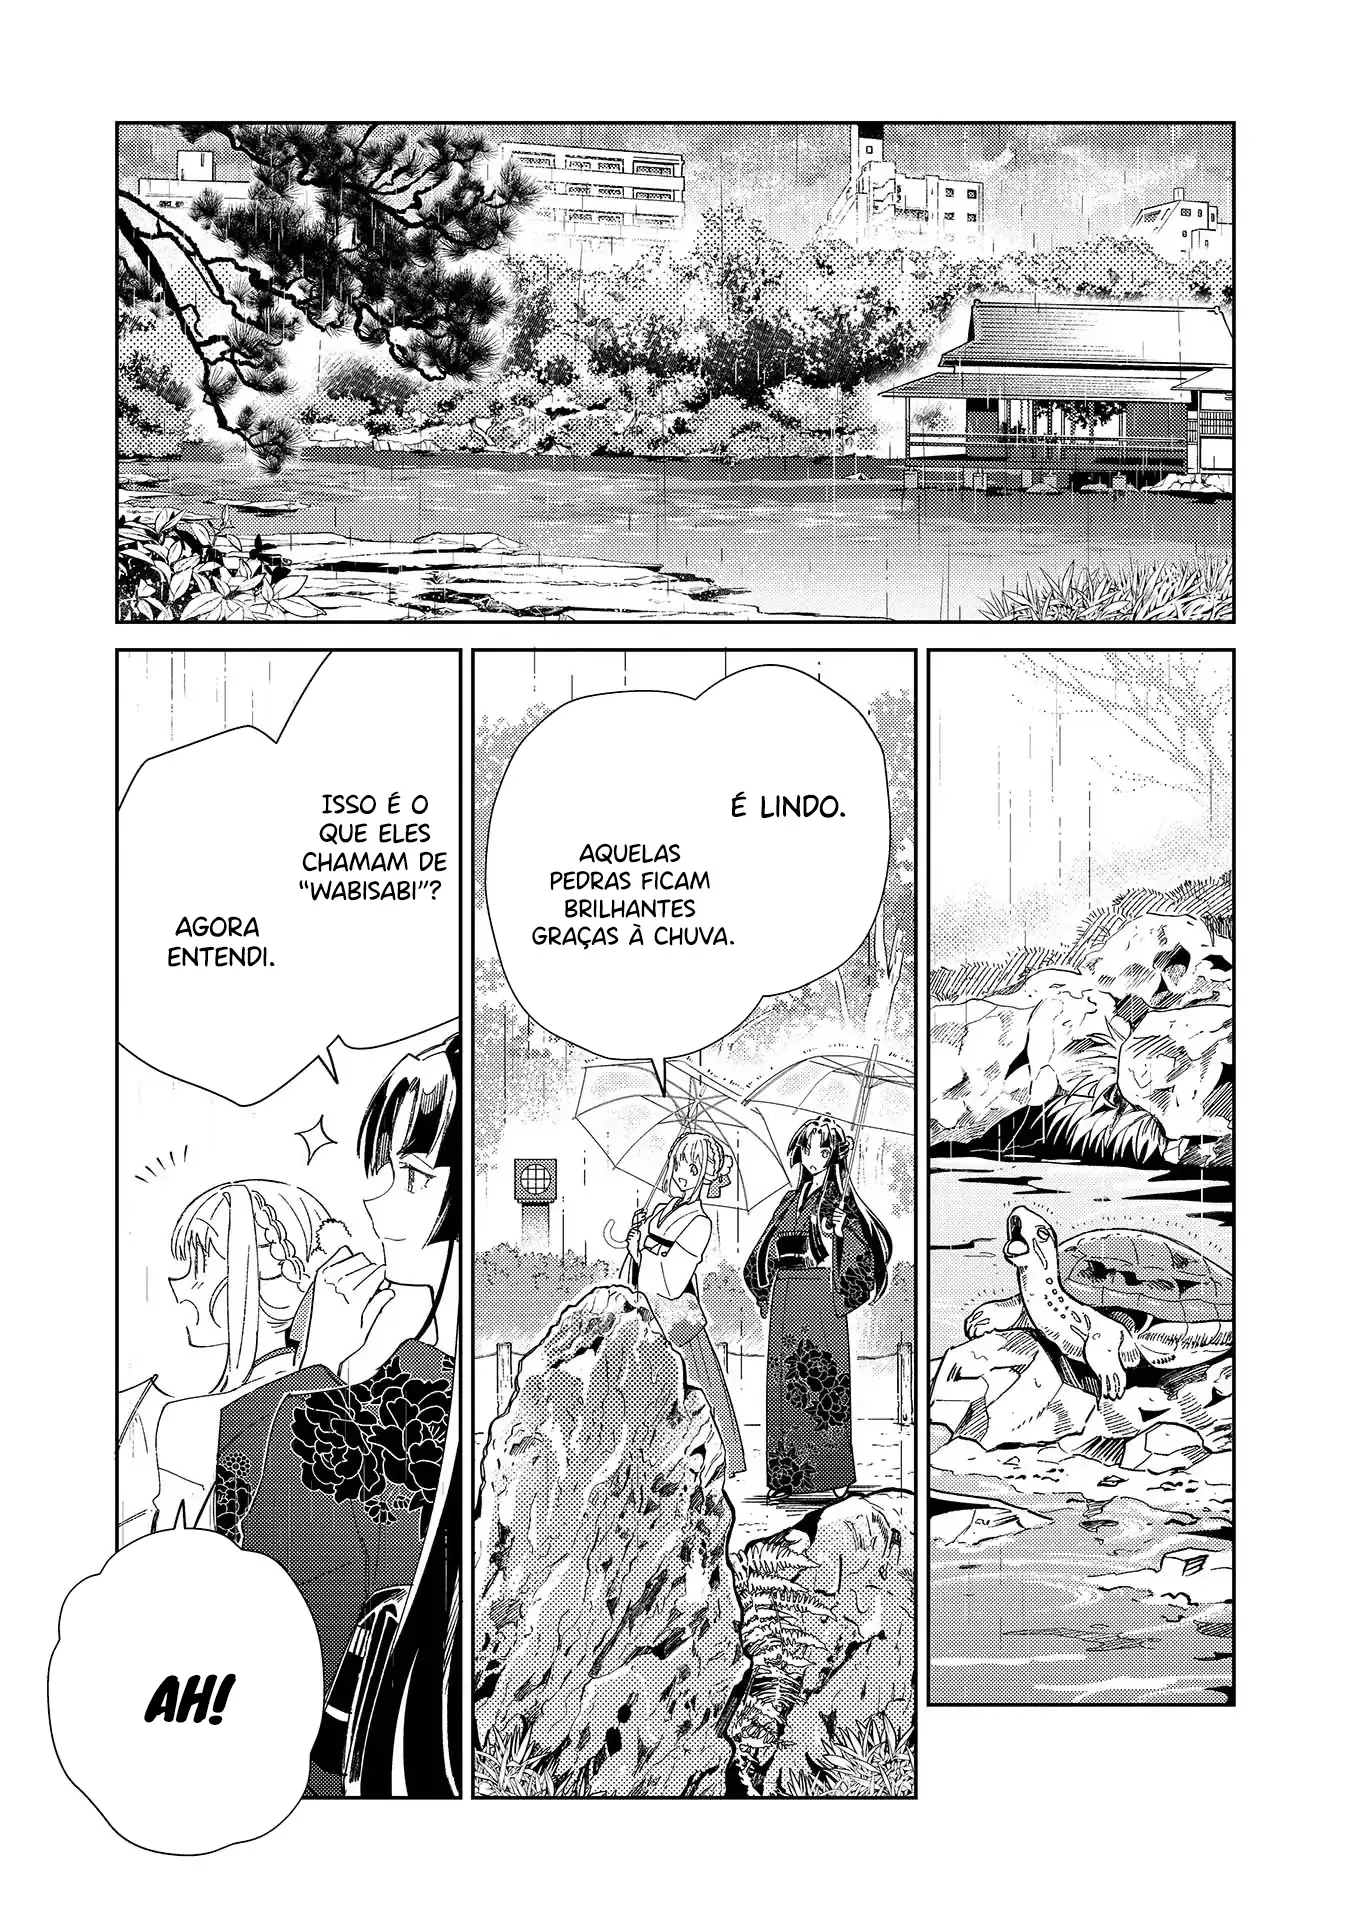 É LINDO.
AQUELAS
PEDRAS FICAM
BRILHANTES
GRAÇAS À CHUVA.
ISSO É O
QUE ELES
CHAMAM DE
“WABISABI”?
AGORA
ENTENDI.
AH!